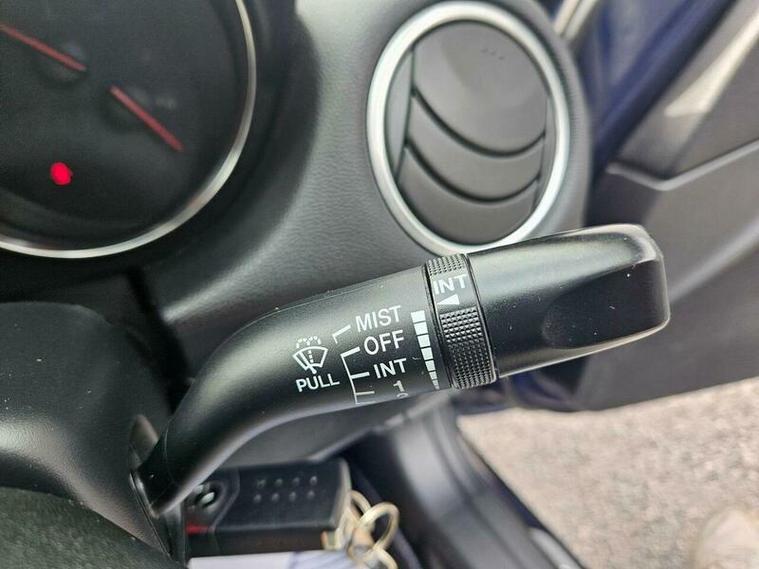 INT
MIST
OFF
INT
PULL
1